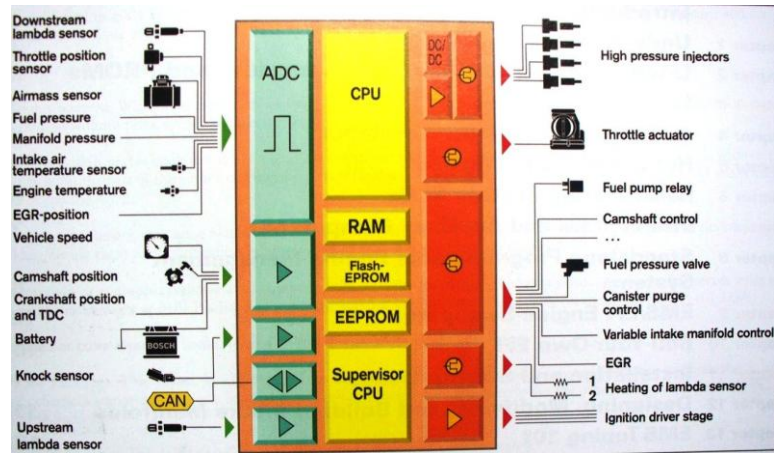 Downstream
lambda sensor
Throttle position
sensor
Airmass sensor
Fuel pressure
Manifold pressure
Intake air
temperature sensor
Engine temperature
EGR-position
Vehicle speed
Camshaft position
Crankshaft position
and TDC
Battery
BOSCH
Knock sensor
CAN
Upstream
lambda sensor
ADC
CPU
RAM
Flash-
EPROM
EEPROM
Supervisor
CPU
DC/
DC
High pressure injectors
Throttle actuator
Fuel pump relay
Camshaft control
...
Fuel pressure valve
Canister purge
control
Variable intake manifold control
EGR
1
Heating of lambda sensor
2
Ignition driver stage